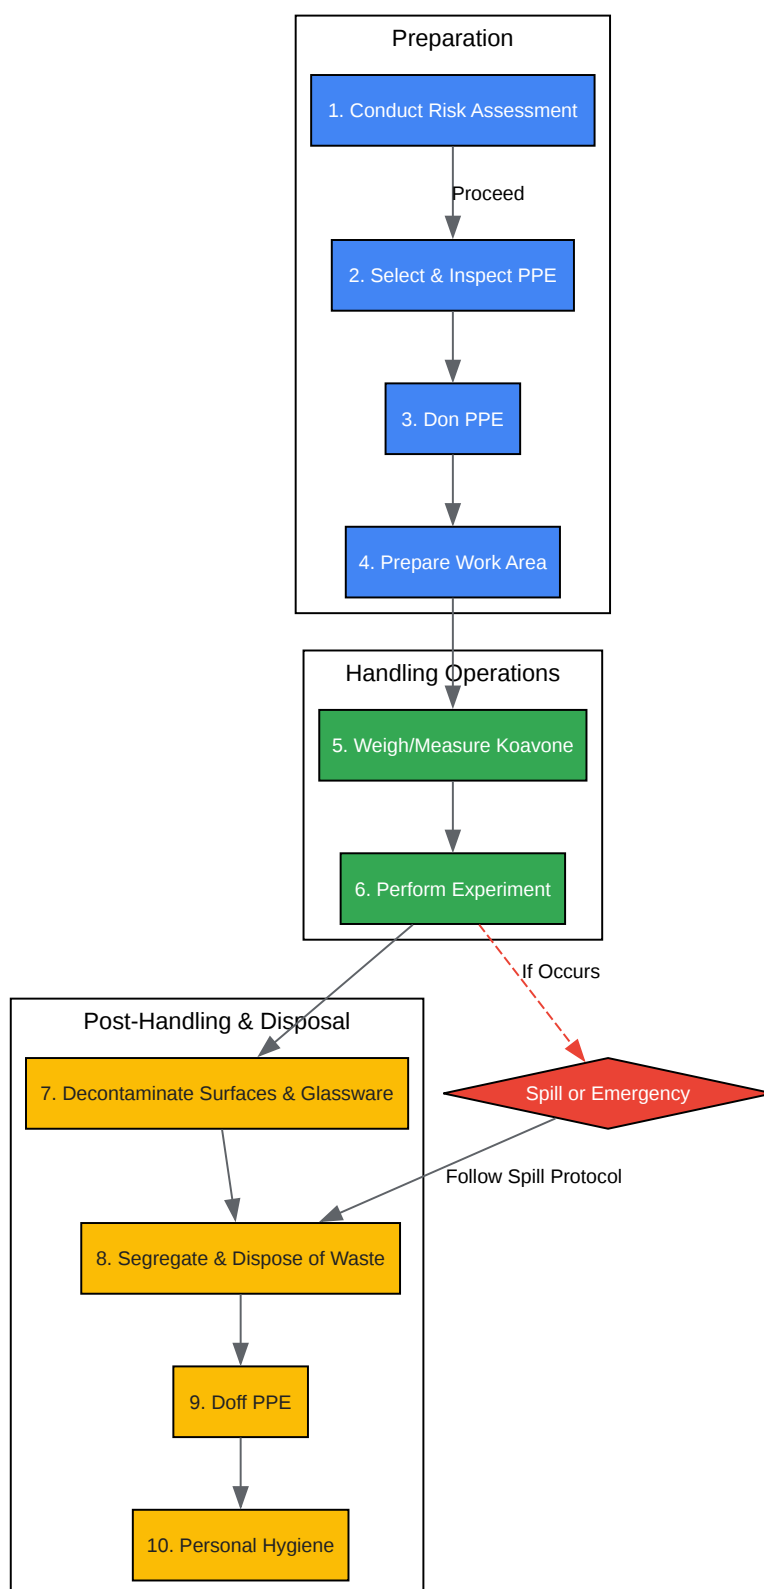 Preparation
1. Conduct Risk Assessment
Proceed
2. Select & Inspect PPE
3. Don PPE
4. Prepare Work Area
Handling Operations
5. Weigh/Measure Koavone
6. Perform Experiment
If Occurs
Post-Handling & Disposal
7. Decontaminate Surfaces & Glassware
Spill or Emergency
Follow Spill Protocol
8. Segregate & Dispose of Waste
9. Doff PPE
10. Personal Hygiene